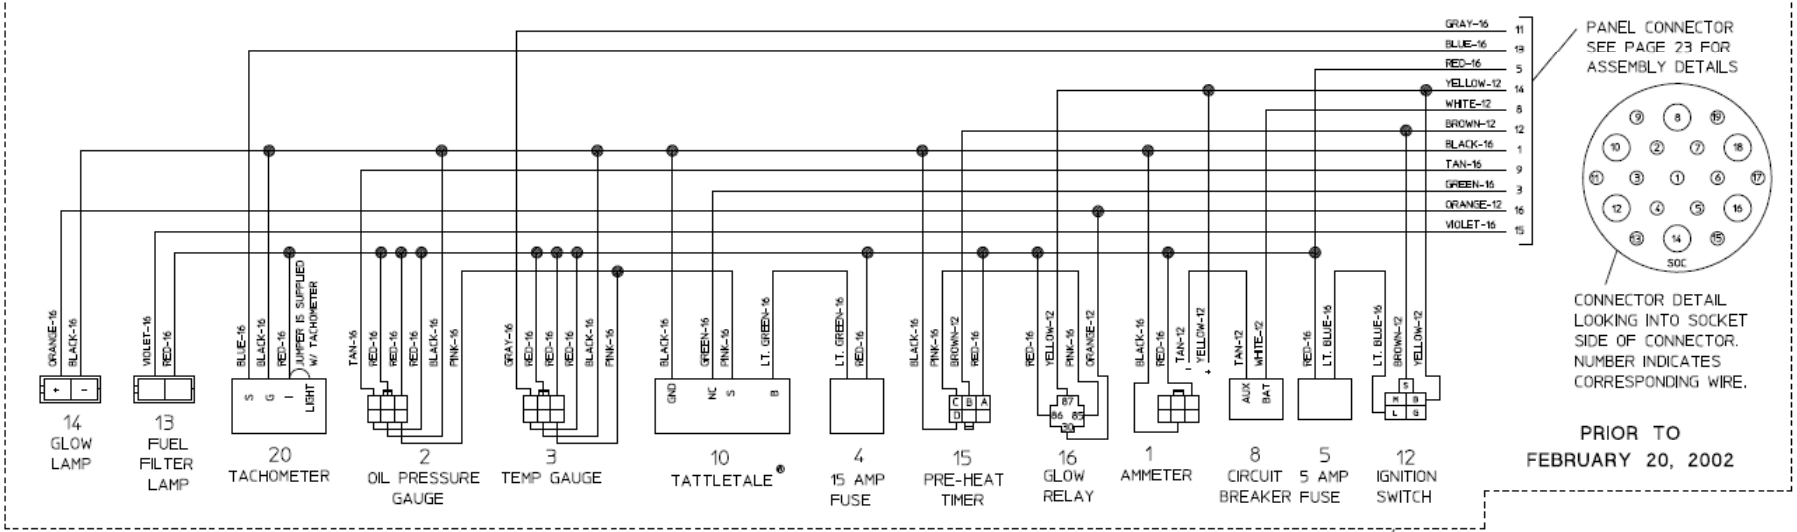 GRAY-16 11
BLUE-16 19
RED-16 5
YELLOW-12 14
WHITE-12 8
BROWN-12 12
BLACK-16 1
TAN-16 9
GREEN-16 3
ORANGE-12 16
VIOLET-16 15
PANEL CONNECTOR
SEE PAGE 23 FOR
ASSEMBLY DETAILS
9 8 19
10 2 7 18
11 3 1 6 17
12 4 5 16
13 14 15
SOC
CONNECTOR DETAIL
LOOKING INTO SOCKET
SIDE OF CONNECTOR.
NUMBER INDICATES
CORRESPONDING WIRE.
PRIOR TO
FEBRUARY 20, 2002
ORANGE-16
BLACK-16
+ -
14
GLOW
LAMP
VIOLET-16
RED-16
13
FUEL
FILTER
LAMP
BLUE-16
BLACK-16
RED-16
JUMPER IS SUPPLIED
W/ TACHOMETER
S
G
I
LIGHT
20
TACHOMETER
TAN-16
RED-16
RED-16
RED-16
BLACK-16
PINK-16
2
OIL PRESSURE
GAUGE
GRAY-16
RED-16
RED-16
RED-16
BLACK-16
PINK-16
3
TEMP GAUGE
BLACK-16
GREEN-16
PINK-16
LT. GREEN-16
GND
NC
S
B
10
TATTLETALE®
LT. GREEN-16
RED-16
4
15 AMP
FUSE
BLACK-16
PINK-16
BROWN-12
RED-16
C B A
D
15
PRE-HEAT
TIMER
RED-16
YELLOW-12
PINK-16
ORANGE-12
87
86 85
30
16
GLOW
RELAY
BLACK-16
RED-16
TAN-12
YELLOW-12
- +
1
AMMETER
TAN-12
WHITE-12
AUX
BAT
8
CIRCUIT
BREAKER
RED-16
LT. BLUE-16
5
5 AMP
FUSE
LT. BLUE-16
BROWN-12
YELLOW-12
S
M B
L G
12
IGNITION
SWITCH